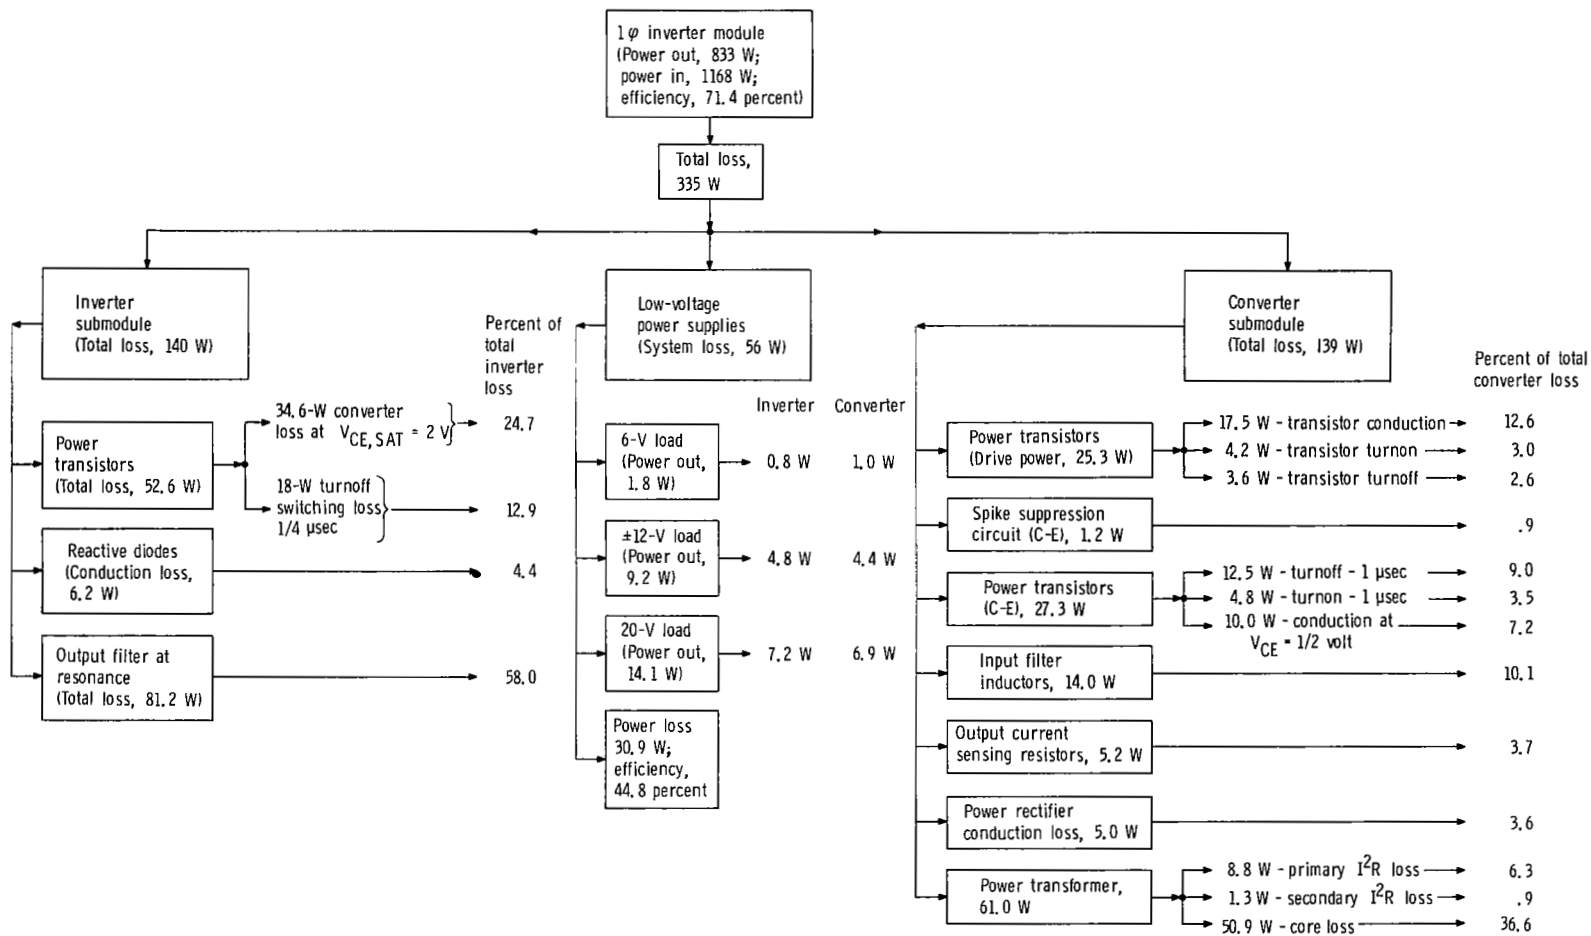 1φ inverter module
(Power out, 833 W;
power in, 1168 W;
efficiency, 71.4 percent)
Total loss,
335 W
Inverter
submodule
(Total loss, 140 W)
Percent of
total
inverter
loss
Power
transistors
(Total loss, 52.6 W)
34.6-W converter
loss at V_CE, SAT = 2 V
24.7
18-W turnoff
switching loss
1/4 μsec
12.9
Reactive diodes
(Conduction loss,
6.2 W)
4.4
Output filter at
resonance
(Total loss, 81.2 W)
58.0
Low-voltage
power supplies
(System loss, 56 W)
Inverter Converter
6-V load
(Power out,
1.8 W)
0.8 W 1.0 W
±12-V load
(Power out,
9.2 W)
4.8 W 4.4 W
20-V load
(Power out,
14.1 W)
7.2 W 6.9 W
Power loss
30.9 W;
efficiency,
44.8 percent
Converter
submodule
(Total loss, 139 W)
Percent of total
converter loss
Power transistors
(Drive power, 25.3 W)
17.5 W - transistor conduction 12.6
4.2 W - transistor turnon 3.0
3.6 W - transistor turnoff 2.6
Spike suppression
circuit (C-E), 1.2 W
.9
Power transistors
(C-E), 27.3 W
12.5 W - turnoff - 1 μsec 9.0
4.8 W - turnon - 1 μsec 3.5
10.0 W - conduction at 7.2
V_CE = 1/2 volt
Input filter
inductors, 14.0 W
10.1
Output current
sensing resistors, 5.2 W
3.7
Power rectifier
conduction loss, 5.0 W
3.6
Power transformer,
61.0 W
8.8 W - primary I²R loss 6.3
1.3 W - secondary I²R loss .9
50.9 W - core loss 36.6